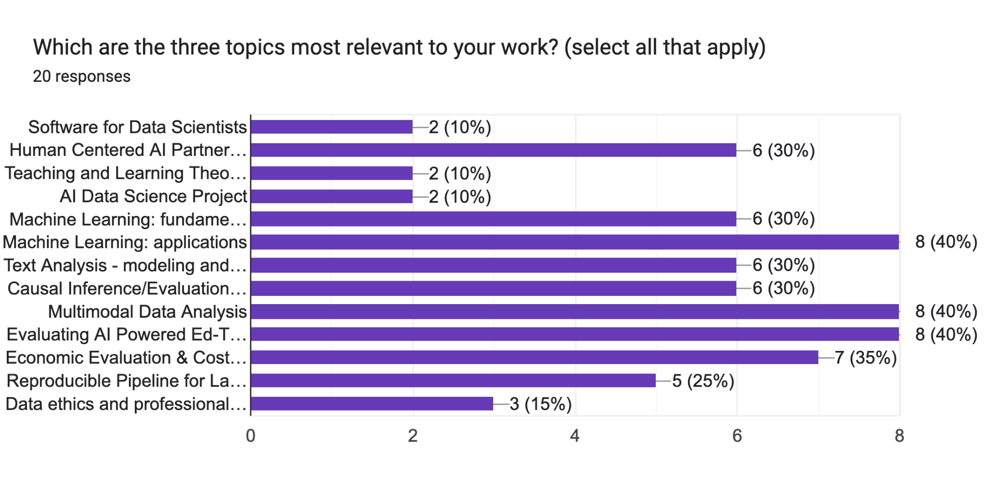 Which are the three topics most relevant to your work? (select all that apply)
20 responses
Software for Data Scientists 2 (10%)
Human Centered AI Partner… 6 (30%)
Teaching and Learning Theo… 2 (10%)
AI Data Science Project 2 (10%)
Machine Learning: fundame… 6 (30%)
Machine Learning: applications 8 (40%)
Text Analysis - modeling and… 6 (30%)
Causal Inference/Evaluation… 6 (30%)
Multimodal Data Analysis 8 (40%)
Evaluating AI Powered Ed-T… 8 (40%)
Economic Evaluation & Cost… 7 (35%)
Reproducible Pipeline for La… 5 (25%)
Data ethics and professional… 3 (15%)
0 2 4 6 8